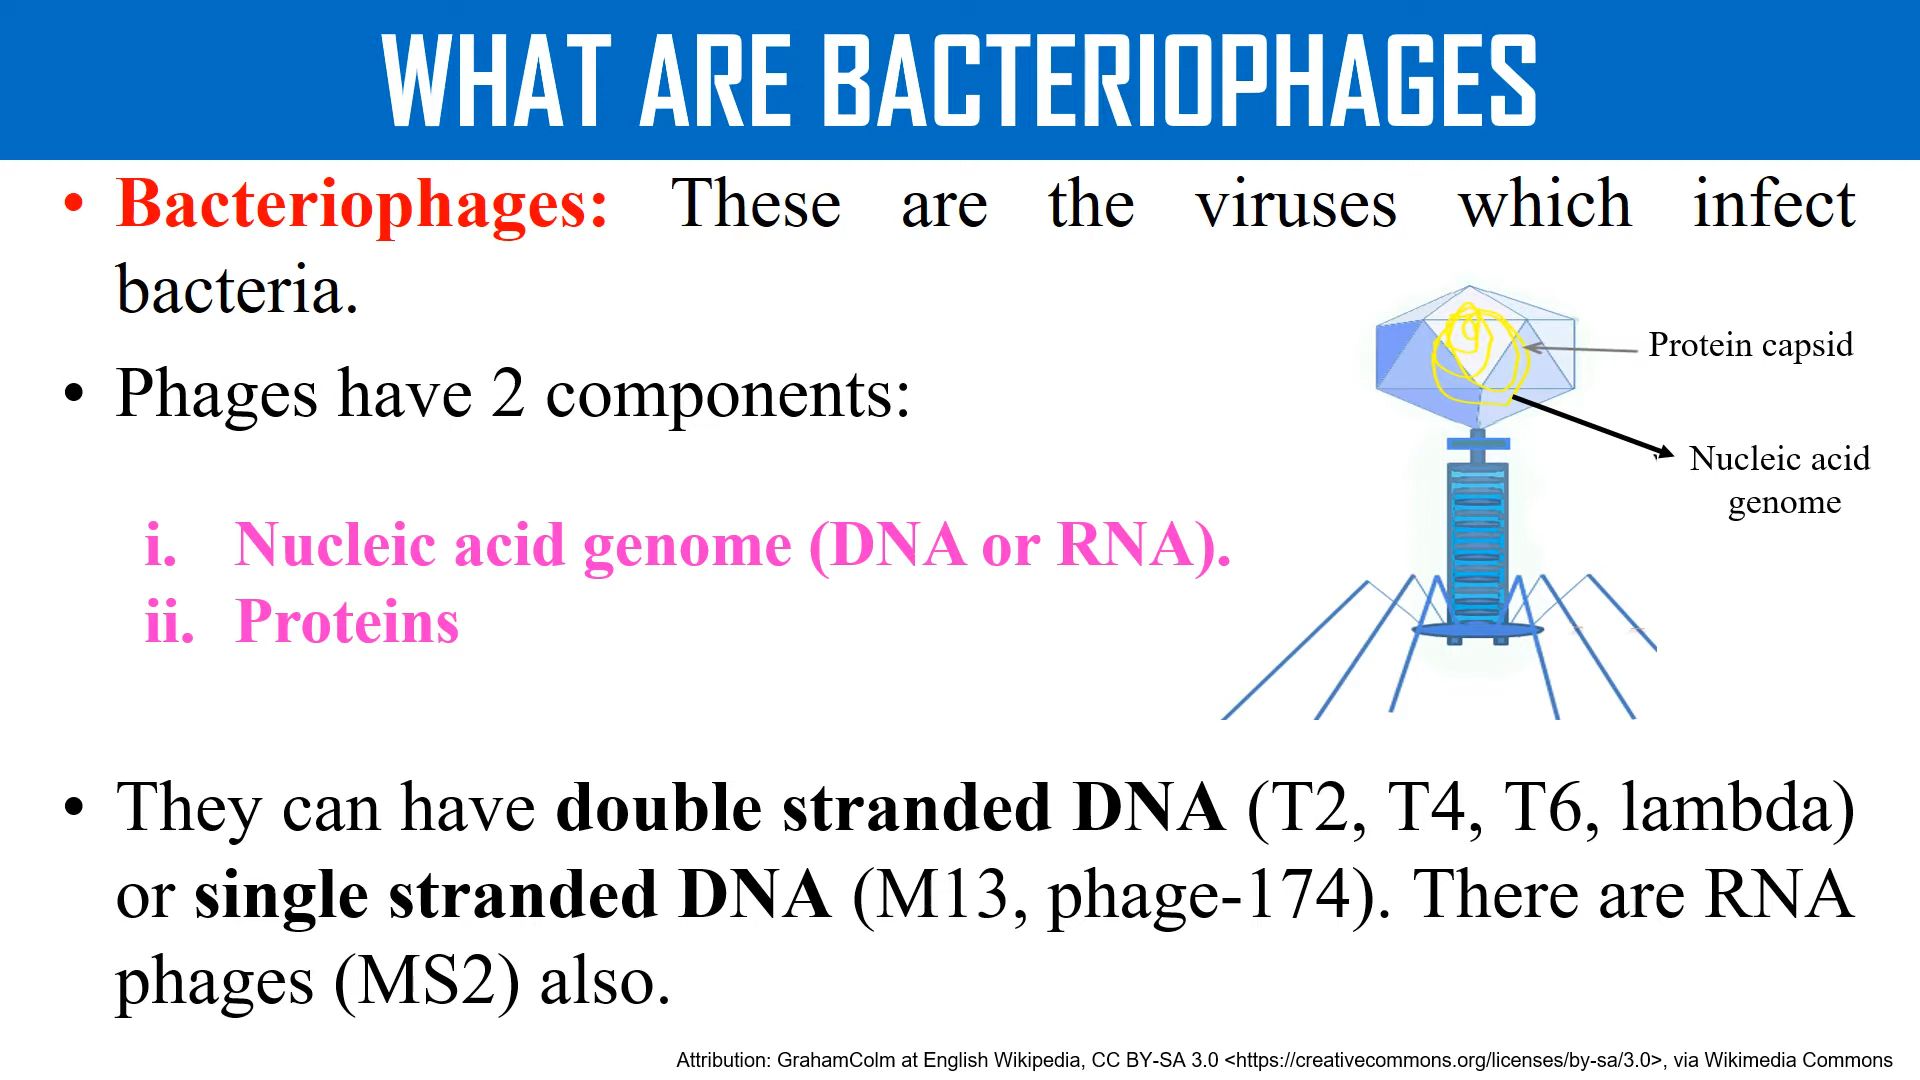 WHAT ARE BACTERIOPHAGES
• Bacteriophages: These are the viruses which infect
bacteria.
• Phages have 2 components:
Protein capsid
Nucleic acid
genome
i. Nucleic acid genome (DNA or RNA).
ii. Proteins
• They can have double stranded DNA (T2, T4, T6, lambda)
or single stranded DNA (M13, phage-174). There are RNA
phages (MS2) also.
Attribution: GrahamColm at English Wikipedia, CC BY-SA 3.0 <https://creativecommons.org/licenses/by-sa/3.0>, via Wikimedia Commons